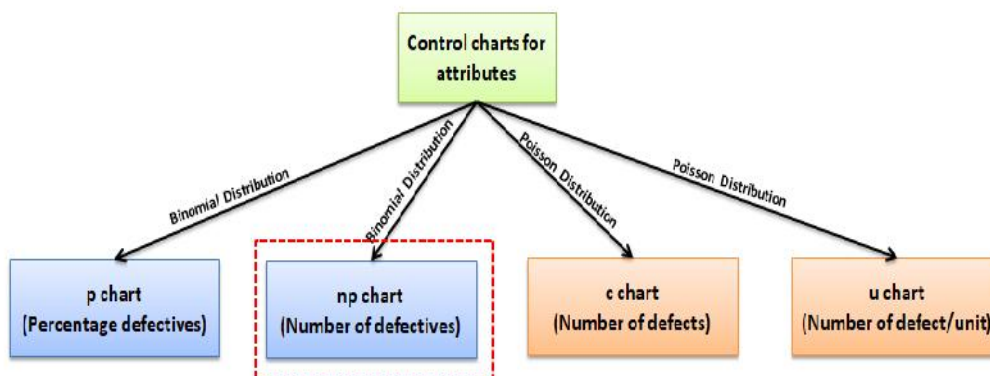 Control charts for
attributes
Binomial Distribution
Binomial Distribution
Poisson Distribution
Poisson Distribution
p chart
(Percentage defectives)
np chart
(Number of defectives)
c chart
(Number of defects)
u chart
(Number of defect/unit)